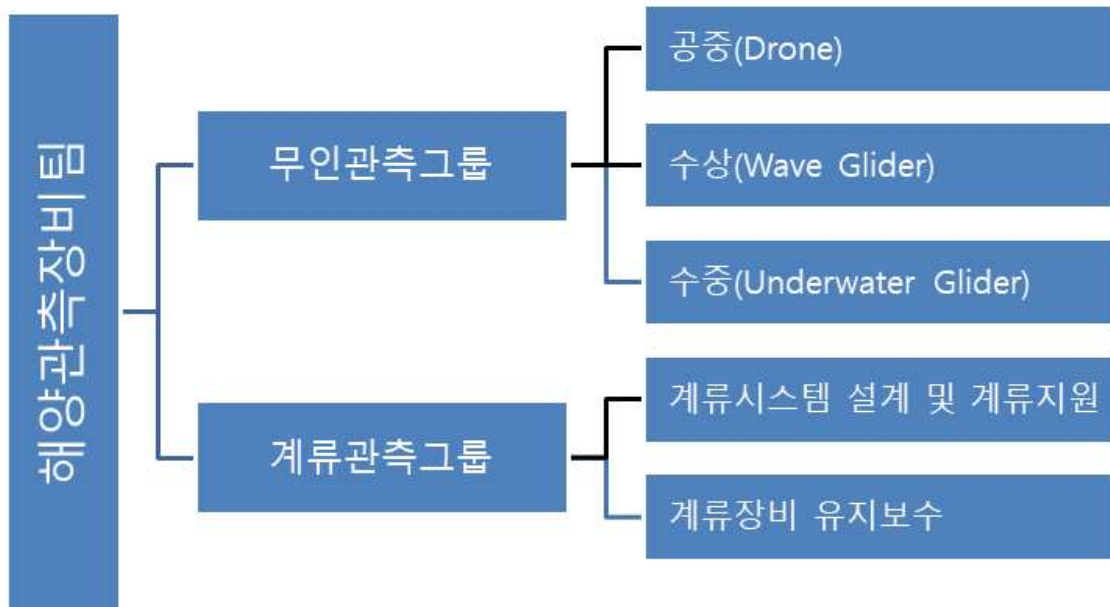 해양관측장비팀
무인관측그룹
공중(Drone)
수상(Wave Glider)
수중(Underwater Glider)
계류관측그룹
계류시스템 설계 및 계류지원
계류장비 유지보수